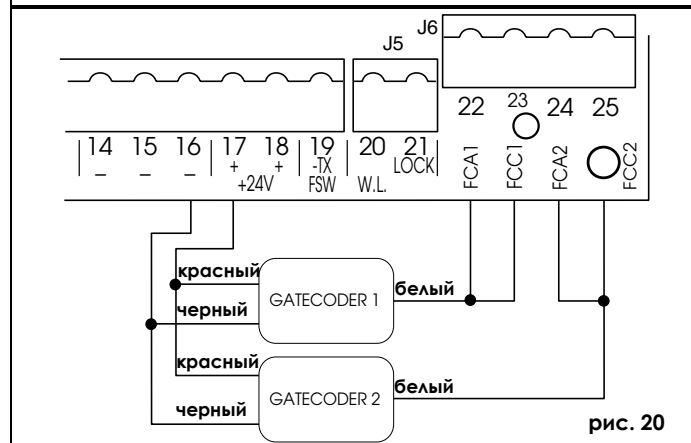 J6
J5
22 23 24 25
14 15 16 17 18 19 20 21
– – – + + -TX LOCK
+24V FSW W.L.
FCA1 FCC1 FCA2 FCC2
красный
GATECODER 1
белый
черный
красный
GATECODER 2
белый
черный
рис. 20